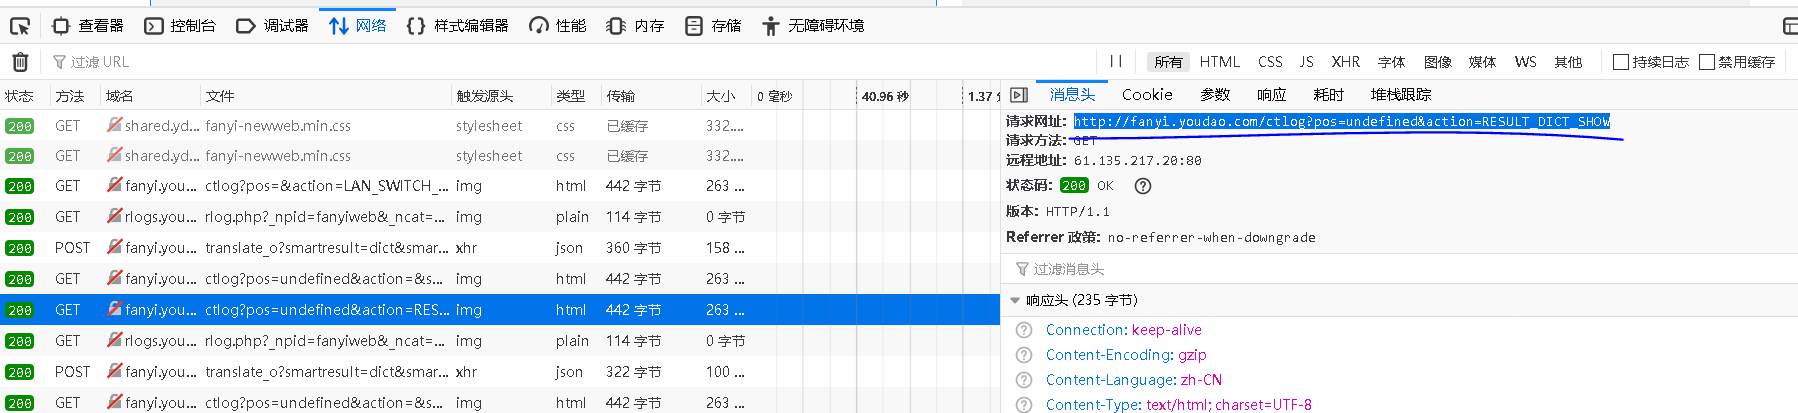 查看器 控制台 调试器 网络 样式编辑器 性能 内存 存储 无障碍环境
过滤 URL 所有 HTML CSS JS XHR 字体 图像 媒体 WS 其他 持续日志 禁用缓存
状态 方法 域名 文件 触发源头 类型 传输 大小 0 毫秒 40.96 秒 1.37
200 GET shared.yd... fanyi-newweb.min.css stylesheet css 已缓存 332....
200 GET shared.yd... fanyi-newweb.min.css stylesheet css 已缓存 332....
200 GET fanyi.you... ctlog?pos=&action=LAN_SWITCH_... img html 442 字节 263 ...
200 GET rlogs.you... rlog.php?_npid=fanyiweb&_ncat=... img plain 114 字节 0 字节
200 POST fanyi.you... translate_o?smartresult=dict&smar... xhr json 360 字节 158 ...
200 GET fanyi.you... ctlog?pos=undefined&action=&s... img html 442 字节 263 ...
200 GET fanyi.you... ctlog?pos=undefined&action=RES... img html 442 字节 263 ...
200 GET rlogs.you... rlog.php?_npid=fanyiweb&_ncat=... img plain 114 字节 0 字节
200 POST fanyi.you... translate_o?smartresult=dict&smar... xhr json 322 字节 100 ...
200 GET fanyi.you... ctlog?pos=undefined&action=&s... img html 442 字节 263 ...
消息头 Cookie 参数 响应 耗时 堆栈跟踪
请求网址: http://fanyi.youdao.com/ctlog?pos=undefined&action=RESULT_DICT_SHOW
请求方法: GET
远程地址: 61.135.217.20:80
状态码: 200 OK
版本: HTTP/1.1
Referrer 政策: no-referrer-when-downgrade
过滤消息头
响应头 (235 字节)
Connection: keep-alive
Content-Encoding: gzip
Content-Language: zh-CN
Content-Type: text/html; charset=UTF-8